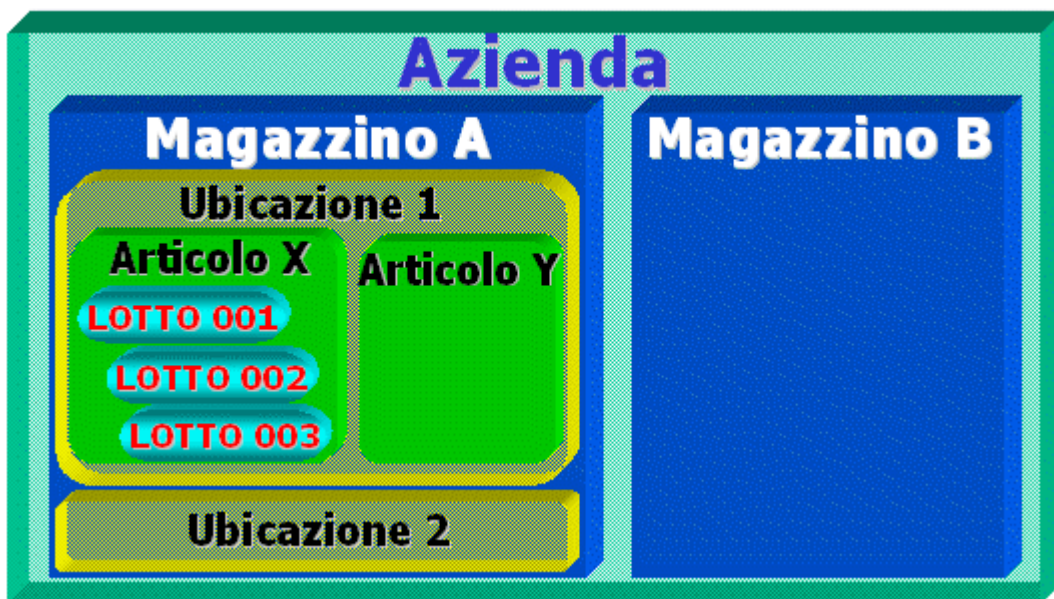 Azienda
Magazzino A
Ubicazione 1
Articolo X
LOTTO 001
LOTTO 002
LOTTO 003
Articolo Y
Ubicazione 2
Magazzino B